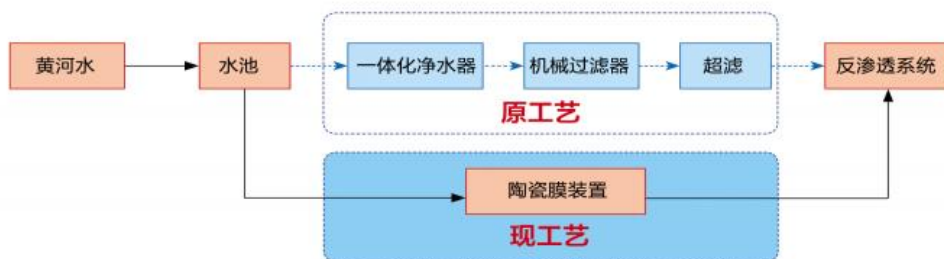 黄河水
水池
一体化净水器
机械过滤器
超滤
反渗透系统
原工艺
陶瓷膜装置
现工艺